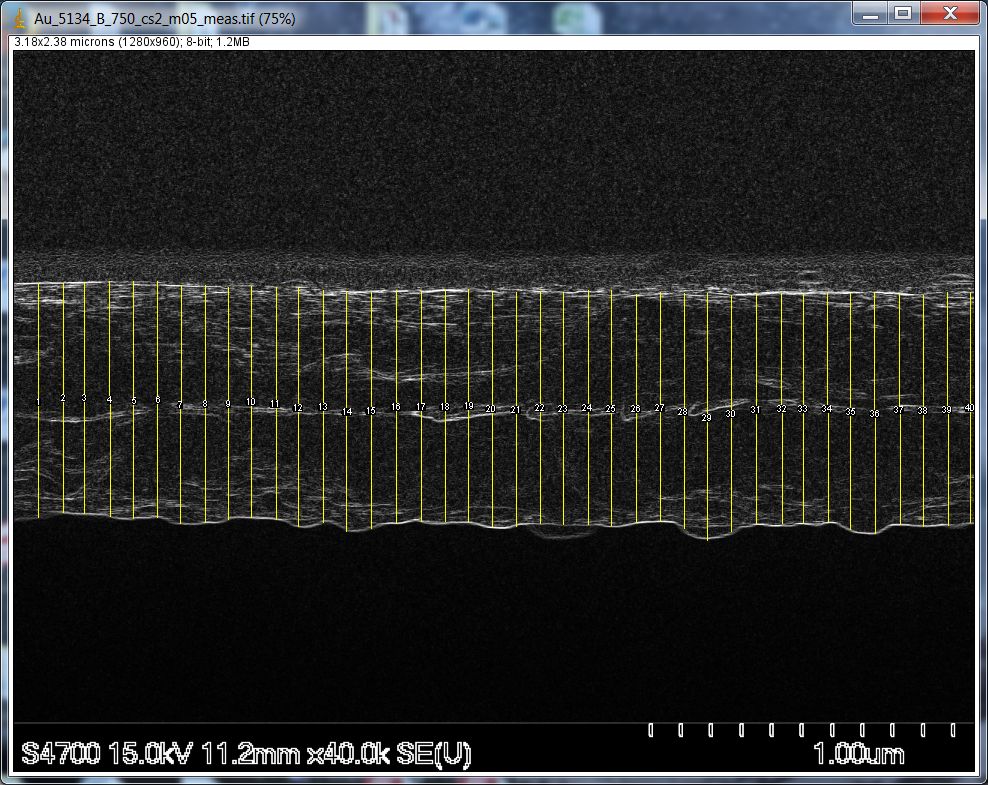 Au_5134_B_750_cs2_m05_meas.tif (75%)
3.18x2.38 microns (1280x960); 8-bit; 1.2MB
1 2 3 4 5 6 7 8 9 10 11 12 13 14 15 16 17 18 19 20 21 22 23 24 25 26 27 28 29 30 31 32 33 34 35 36 37 38 39 40
S4700 15.0kV 11.2mm x40.0k SE(U) 1.00um